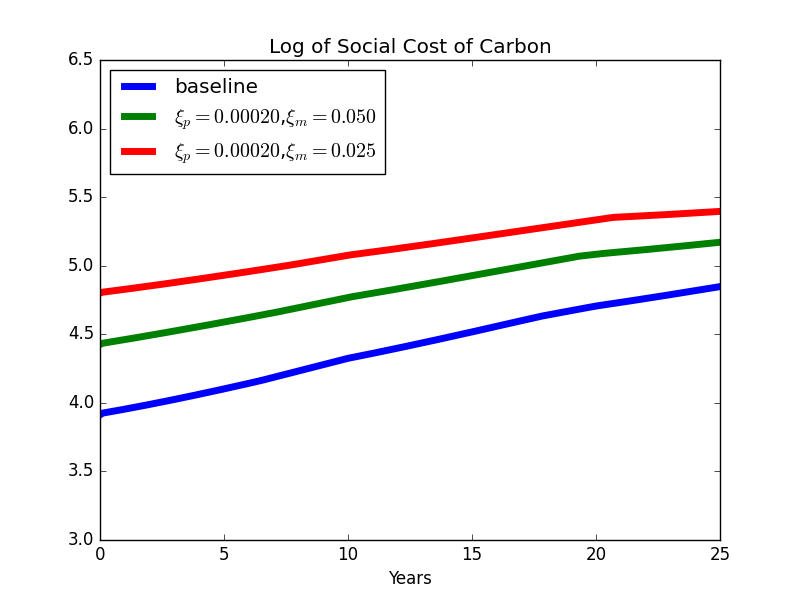 Log of Social Cost of Carbon
6.5
6.0
5.5
5.0
4.5
4.0
3.5
3.0
baseline
ξₚ = 0.00020,ξₘ = 0.050
ξₚ = 0.00020,ξₘ = 0.025
0 5 10 15 20 25
Years